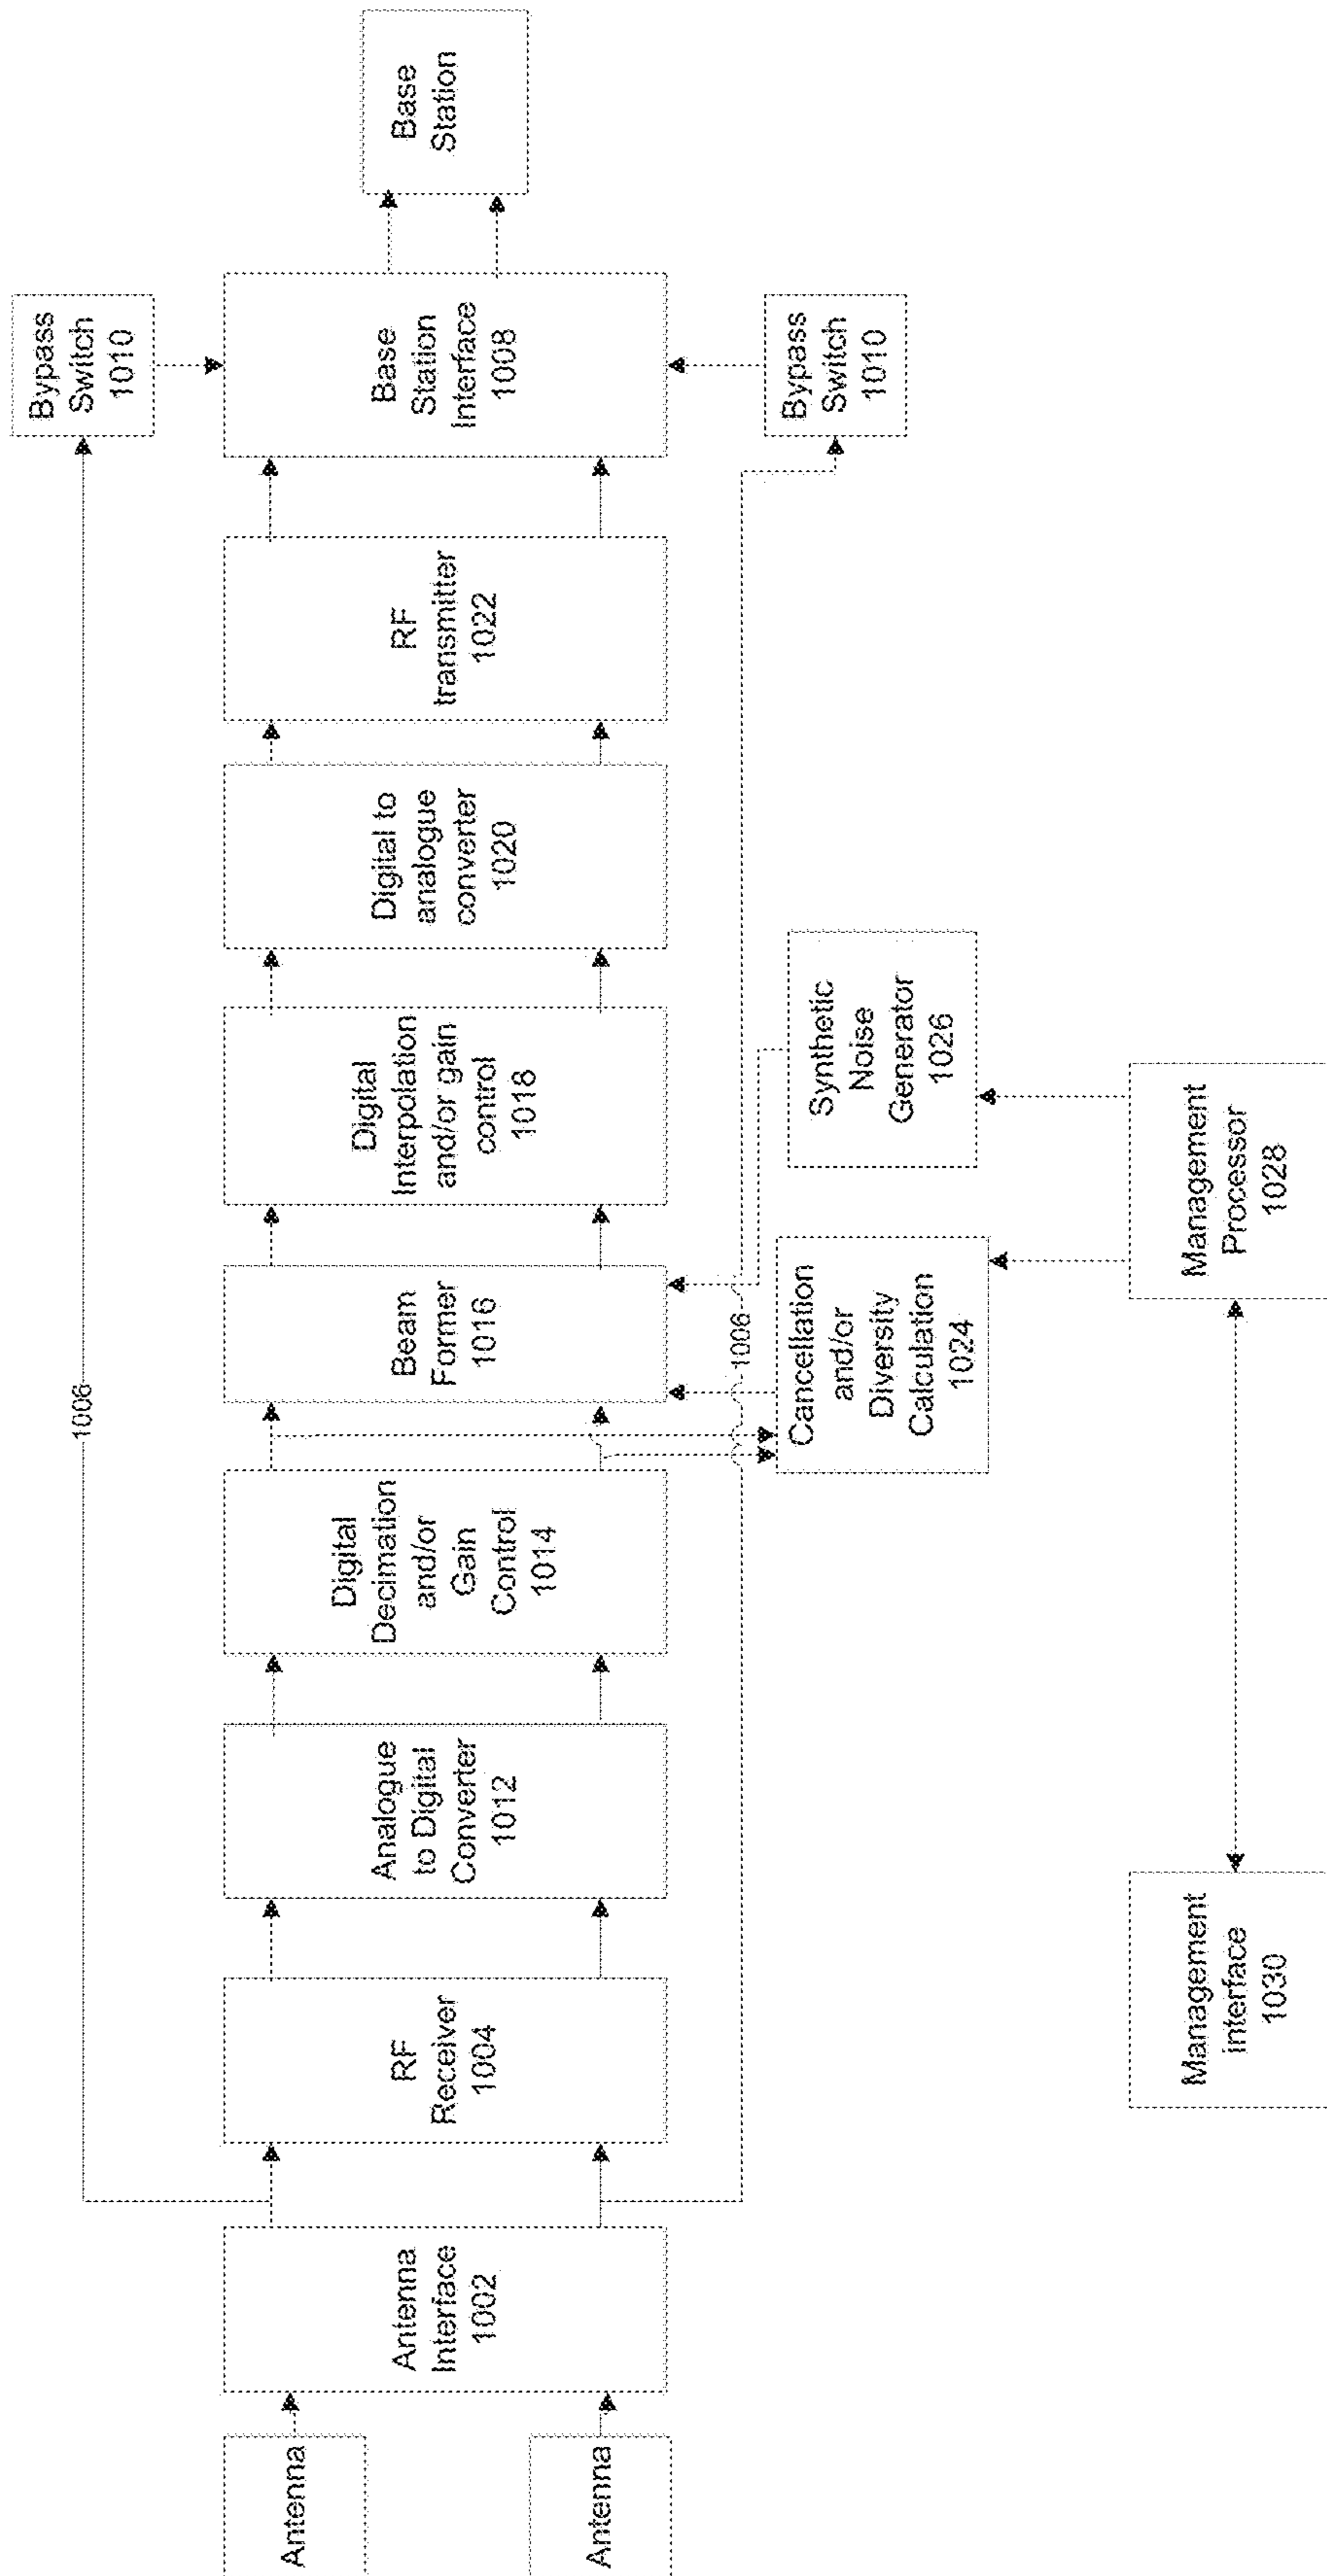 Antenna
Antenna
Antenna
Interface
1002
RF
Receiver
1004
1006
Analogue
to Digital
Converter
1012
Digital
Decimation
and/or
Gain
Control
1014
Beam
Former
1016
1006
Digital
Interpolation
and/or gain
control
1018
Digital to
analogue
converter
1020
RF
transmitter
1022
Base
Station
Interface
1008
Bypass
Switch
1010
Bypass
Switch
1010
Base
Station
Cancellation
and/or
Diversity
Calculation
1024
Synthetic
Noise
Generator
1026
Management
interface
1030
Management
Processor
1028